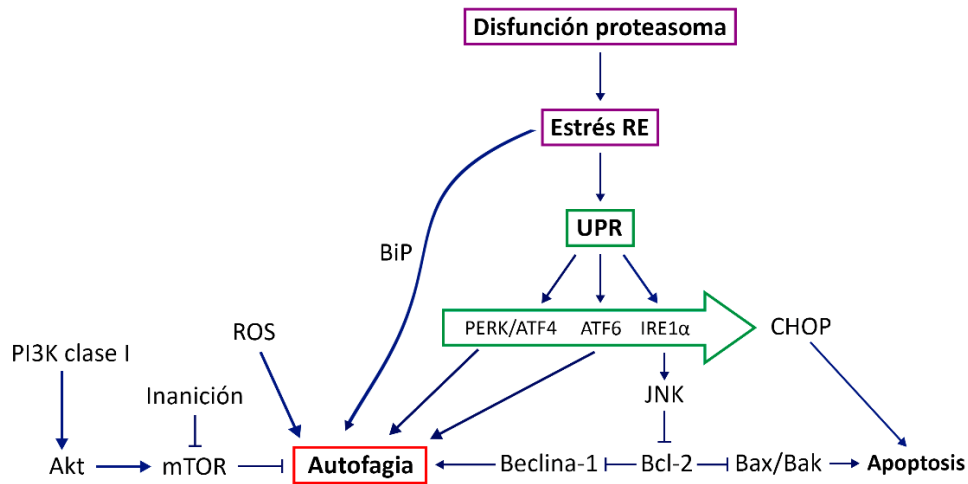 Disfunción proteasoma
Estrés RE
UPR
BiP
PERK/ATF4 ATF6 IRE1α
CHOP
ROS
PI3K clase I
Inanición
JNK
Akt mTOR Autofagia Beclina-1 Bcl-2 Bax/Bak Apoptosis